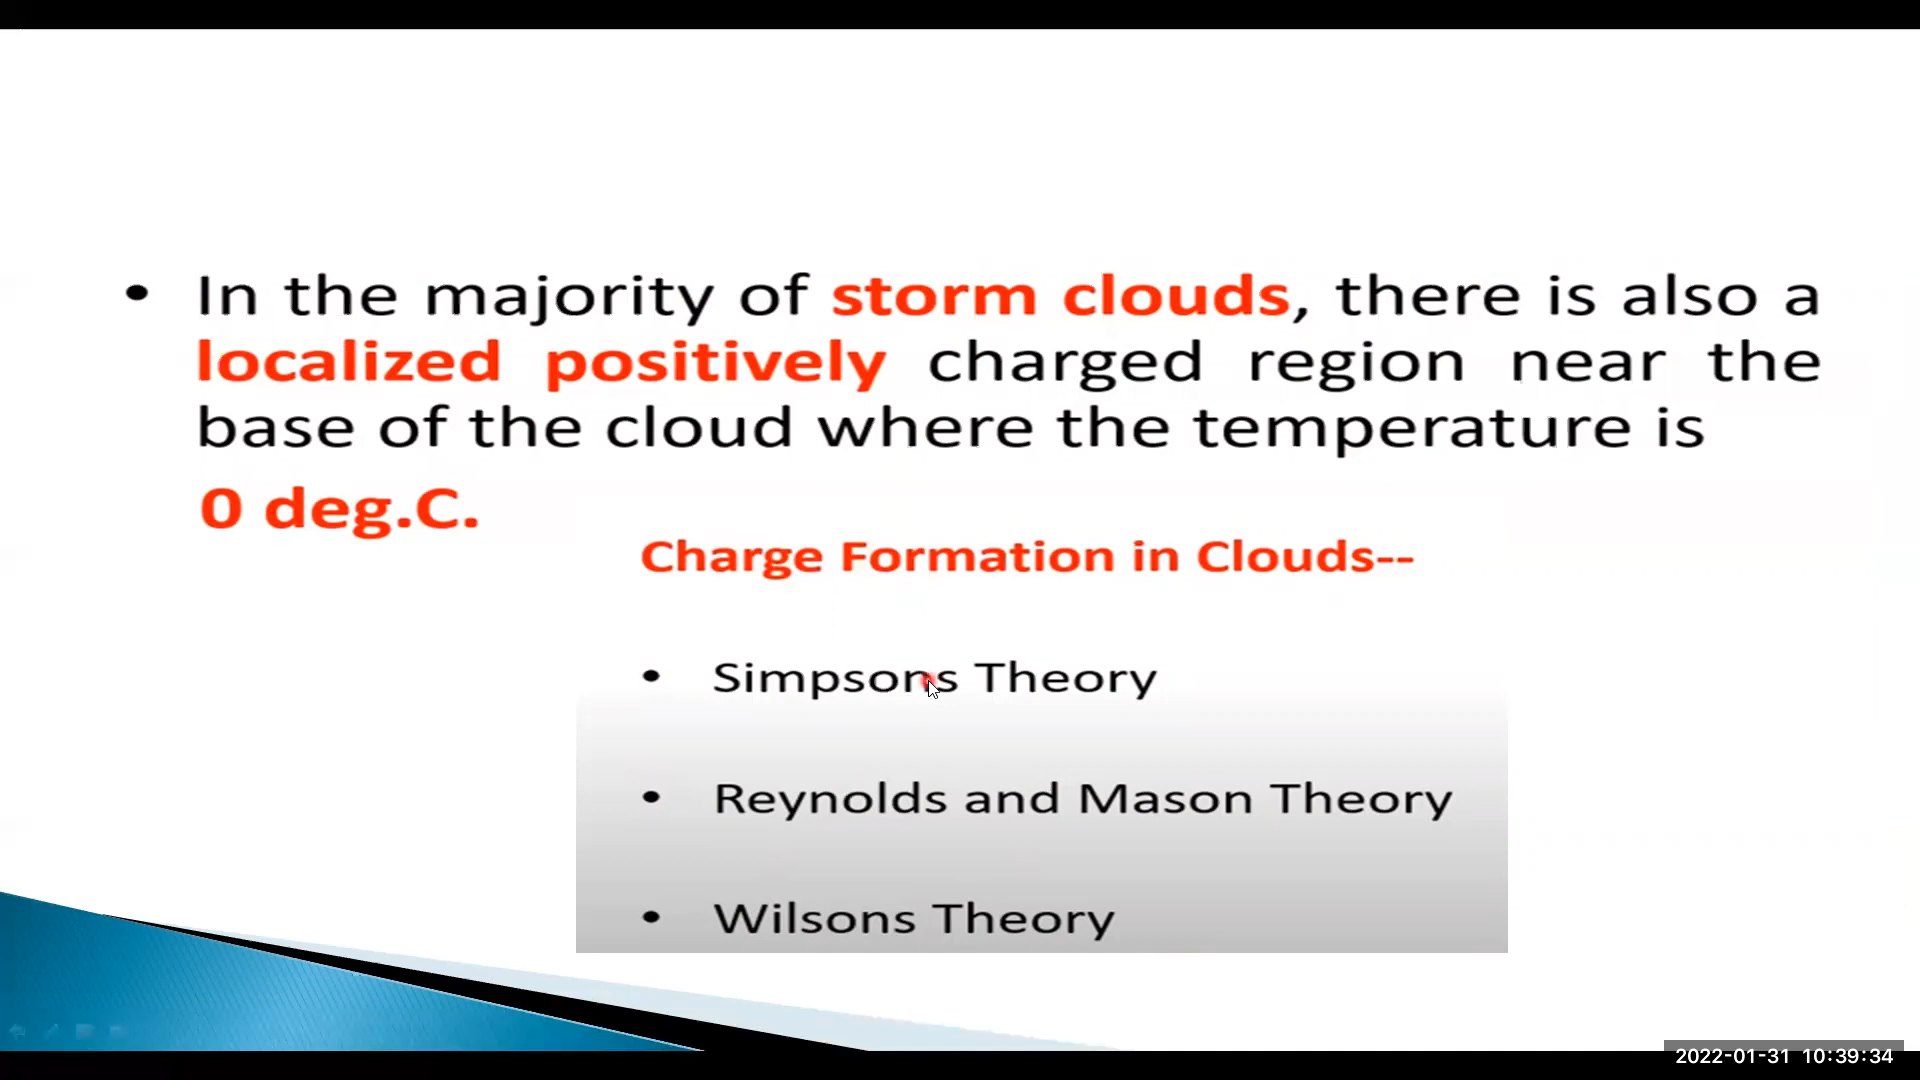 • In the majority of storm clouds, there is also a
localized positively charged region near the
base of the cloud where the temperature is
0 deg.C.
Charge Formation in Clouds--
• Simpsons Theory
• Reynolds and Mason Theory
• Wilsons Theory
2022-01-31 10:39:34